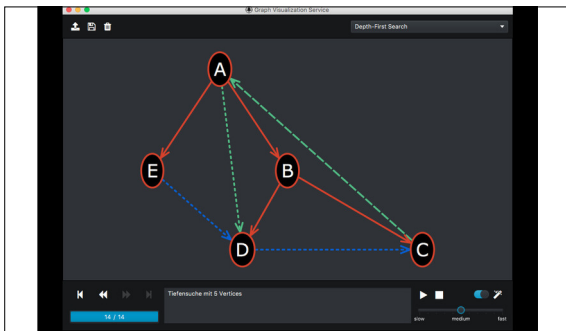 Graph Visualization Service
Depth-First Search
A
E
B
D
C
Tiefensuche mit 5 Vertices
14 / 14
slow
medium
fast